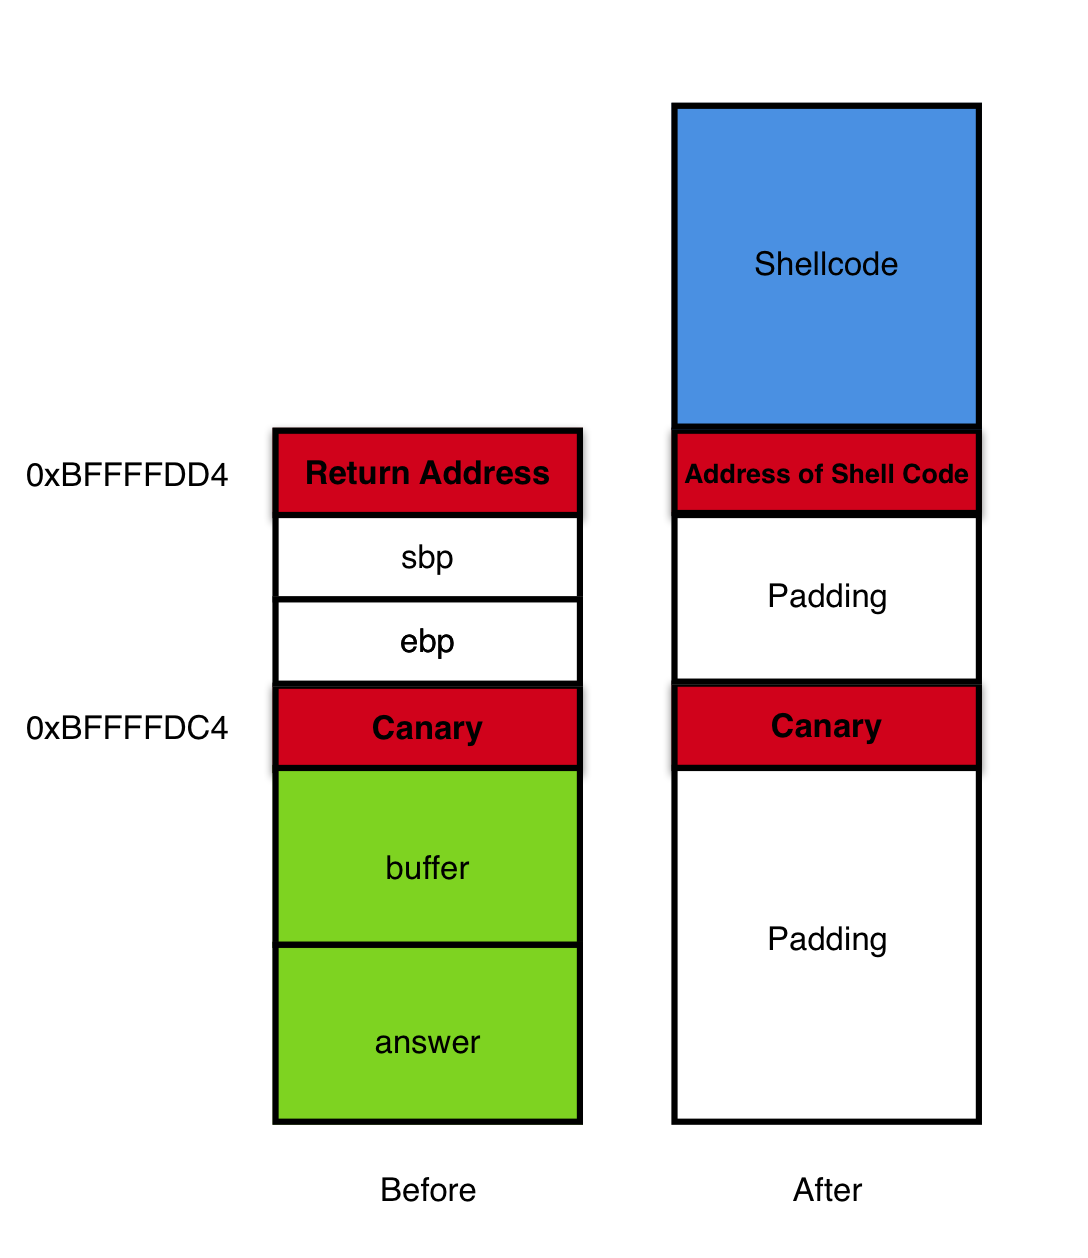 Shellcode
0xBFFFFDD4
Return Address
Address of Shell Code
sbp
Padding
ebp
0xBFFFFDC4
Canary
Canary
buffer
Padding
answer
Before
After